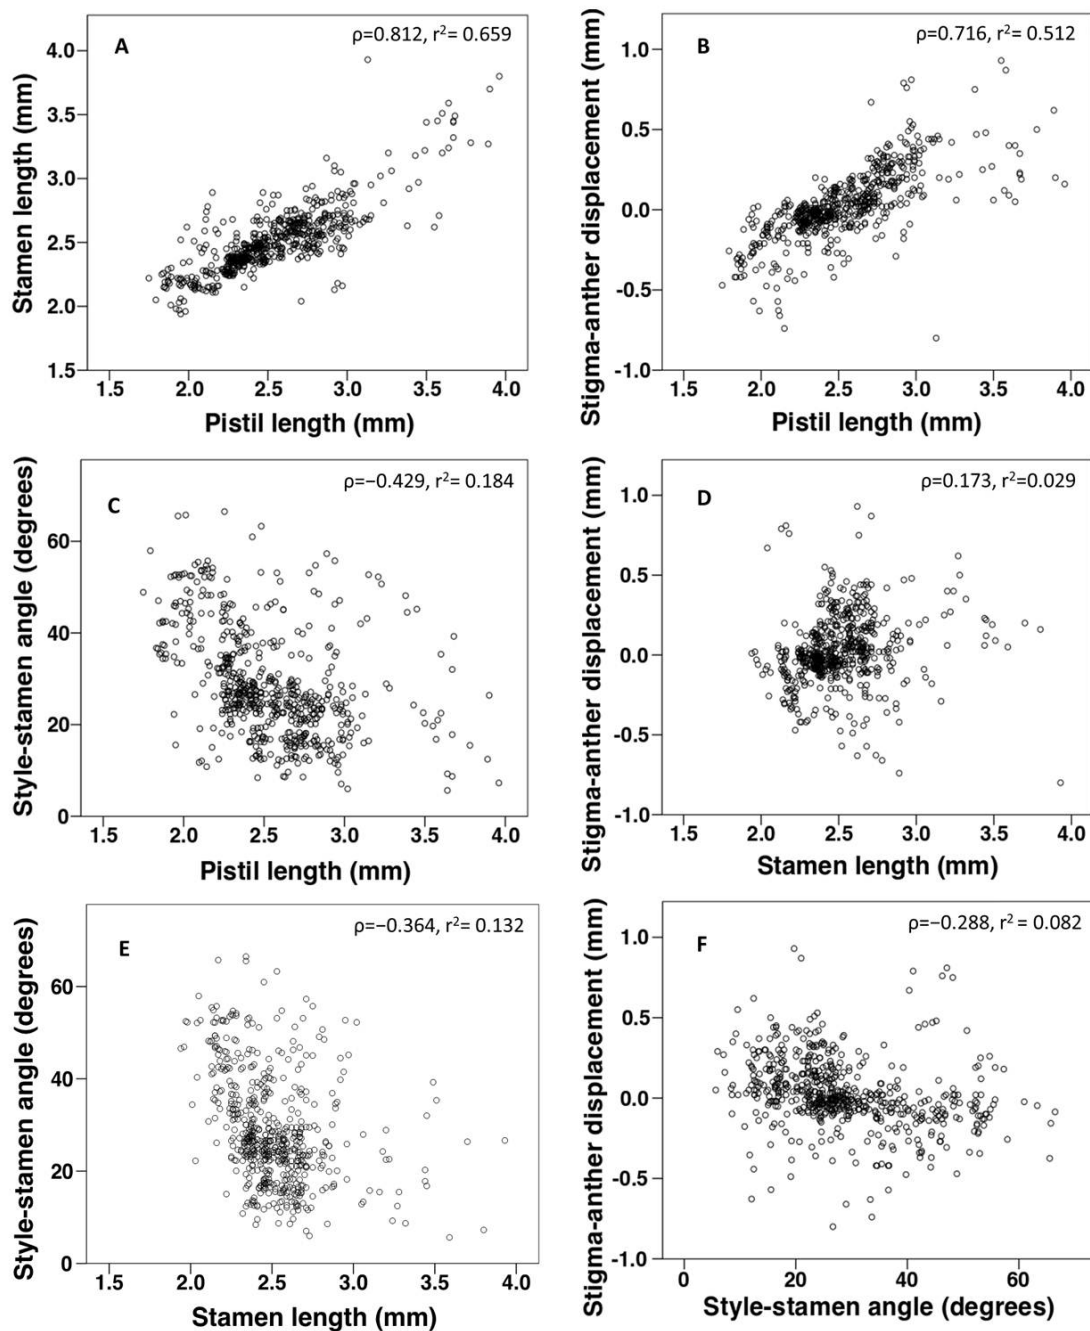 A
ρ=0.812, r²= 0.659
Stamen length (mm)
4.0
3.5
3.0
2.5
2.0
1.5
1.5 2.0 2.5 3.0 3.5 4.0
Pistil length (mm)
B
ρ=0.716, r²= 0.512
Stigma-anther displacement (mm)
1.0
0.5
0.0
-0.5
-1.0
1.5 2.0 2.5 3.0 3.5 4.0
Pistil length (mm)
C
ρ=−0.429, r²= 0.184
Style-stamen angle (degrees)
60
40
20
0
1.5 2.0 2.5 3.0 3.5 4.0
Pistil length (mm)
D
ρ=0.173, r²=0.029
Stigma-anther displacement (mm)
1.0
0.5
0.0
-0.5
-1.0
1.5 2.0 2.5 3.0 3.5 4.0
Stamen length (mm)
E
ρ=−0.364, r²= 0.132
Style-stamen angle (degrees)
60
40
20
0
1.5 2.0 2.5 3.0 3.5 4.0
Stamen length (mm)
F
ρ=−0.288, r² = 0.082
Stigma-anther displacement (mm)
1.0
0.5
0.0
-0.5
-1.0
0 20 40 60
Style-stamen angle (degrees)